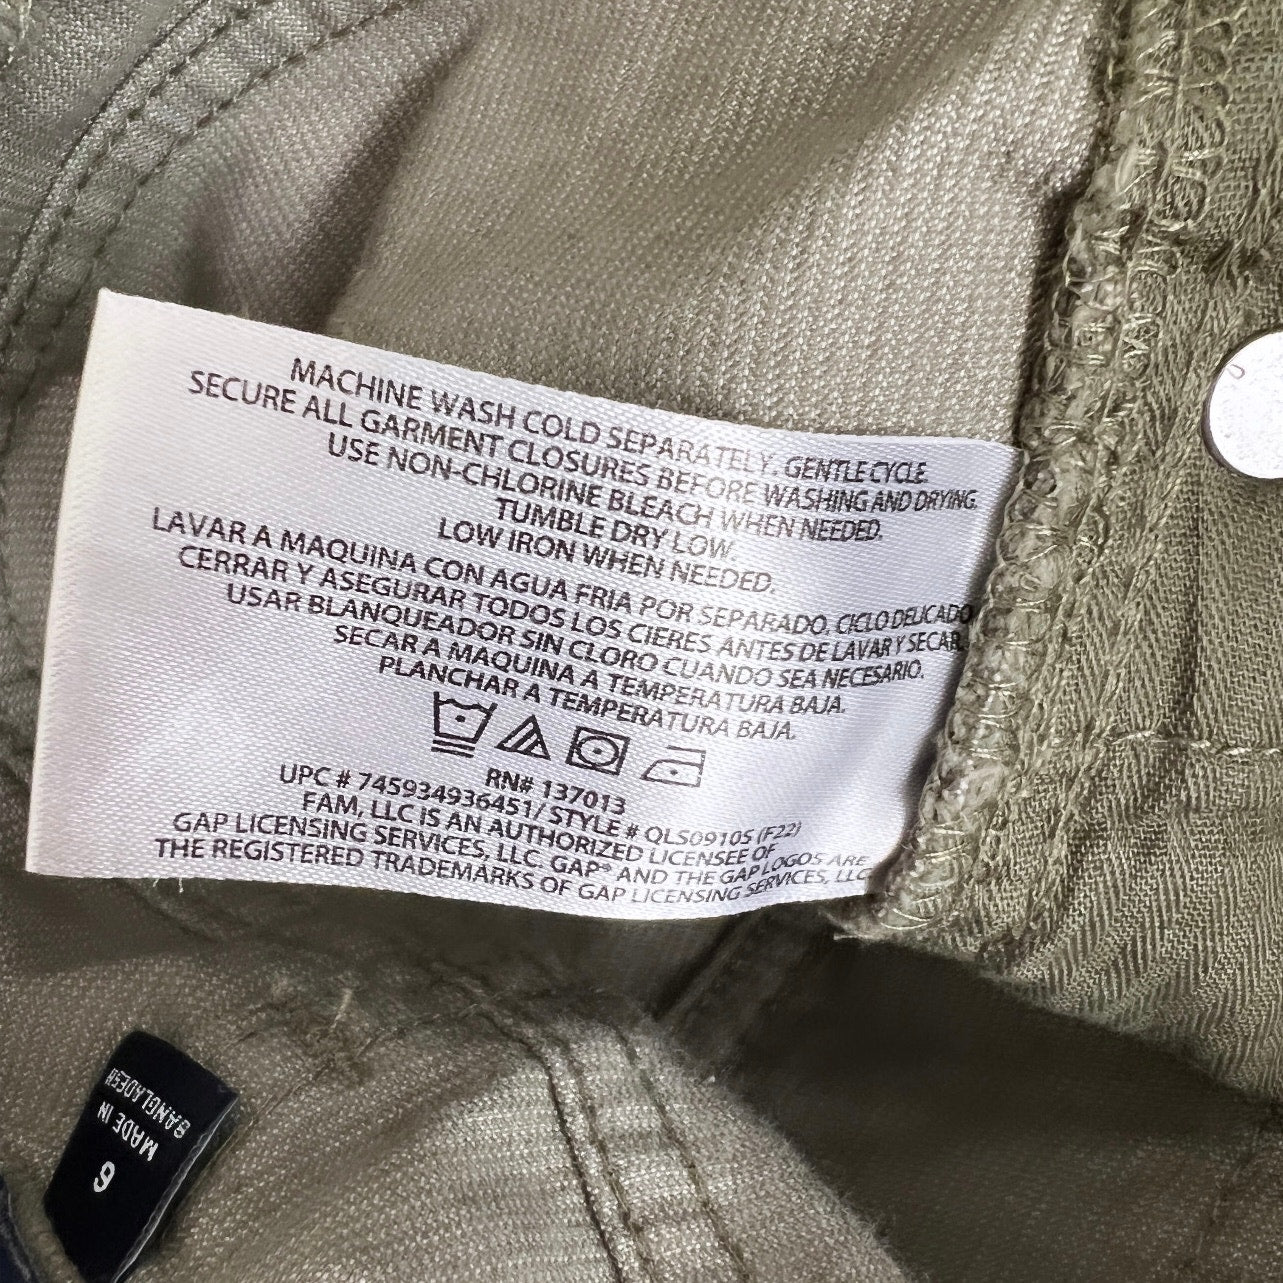 MACHINE WASH COLD SEPARATELY. GENTLE CYCLE.
SECURE ALL GARMENT CLOSURES BEFORE WASHING AND DRYING.
USE NON-CHLORINE BLEACH WHEN NEEDED.
TUMBLE DRY LOW.
LOW IRON WHEN NEEDED.
LAVAR A MAQUINA CON AGUA FRIA POR SEPARADO. CICLO DELICADO
CERRAR Y ASEGURAR TODOS LOS CIERES ANTES DE LAVAR Y SECAR.
USAR BLANQUEADOR SIN CLORO CUANDO SEA NECESARIO.
SECAR A MAQUINA A TEMPERATURA BAJA.
PLANCHAR A TEMPERATURA BAJA.
RN# 137013
UPC # 745934936451/ STYLE # QLS0910S (F22)
FAM, LLC IS AN AUTHORIZED LICENSEE OF
GAP LICENSING SERVICES, LLC. GAP® AND THE GAP LOGOS ARE
THE REGISTERED TRADEMARKS OF GAP LICENSING SERVICES, LLC
6
MADE IN
BANGLADESH